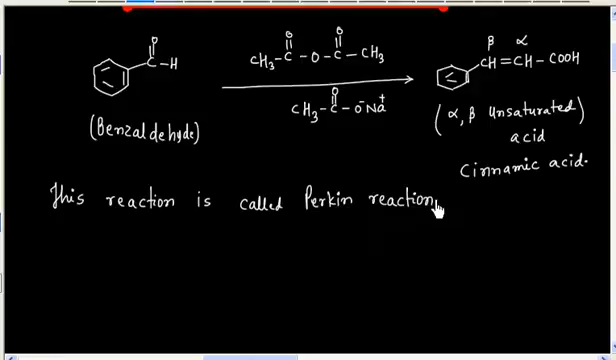 O
C–H
(Benzaldehyde)
O O
CH3–C–O–C–CH3
O
CH3–C–O⁻Na⁺
β α
CH=CH–COOH
(α, β unsaturated)
acid
Cinnamic acid.
This reaction is called Perkin reaction